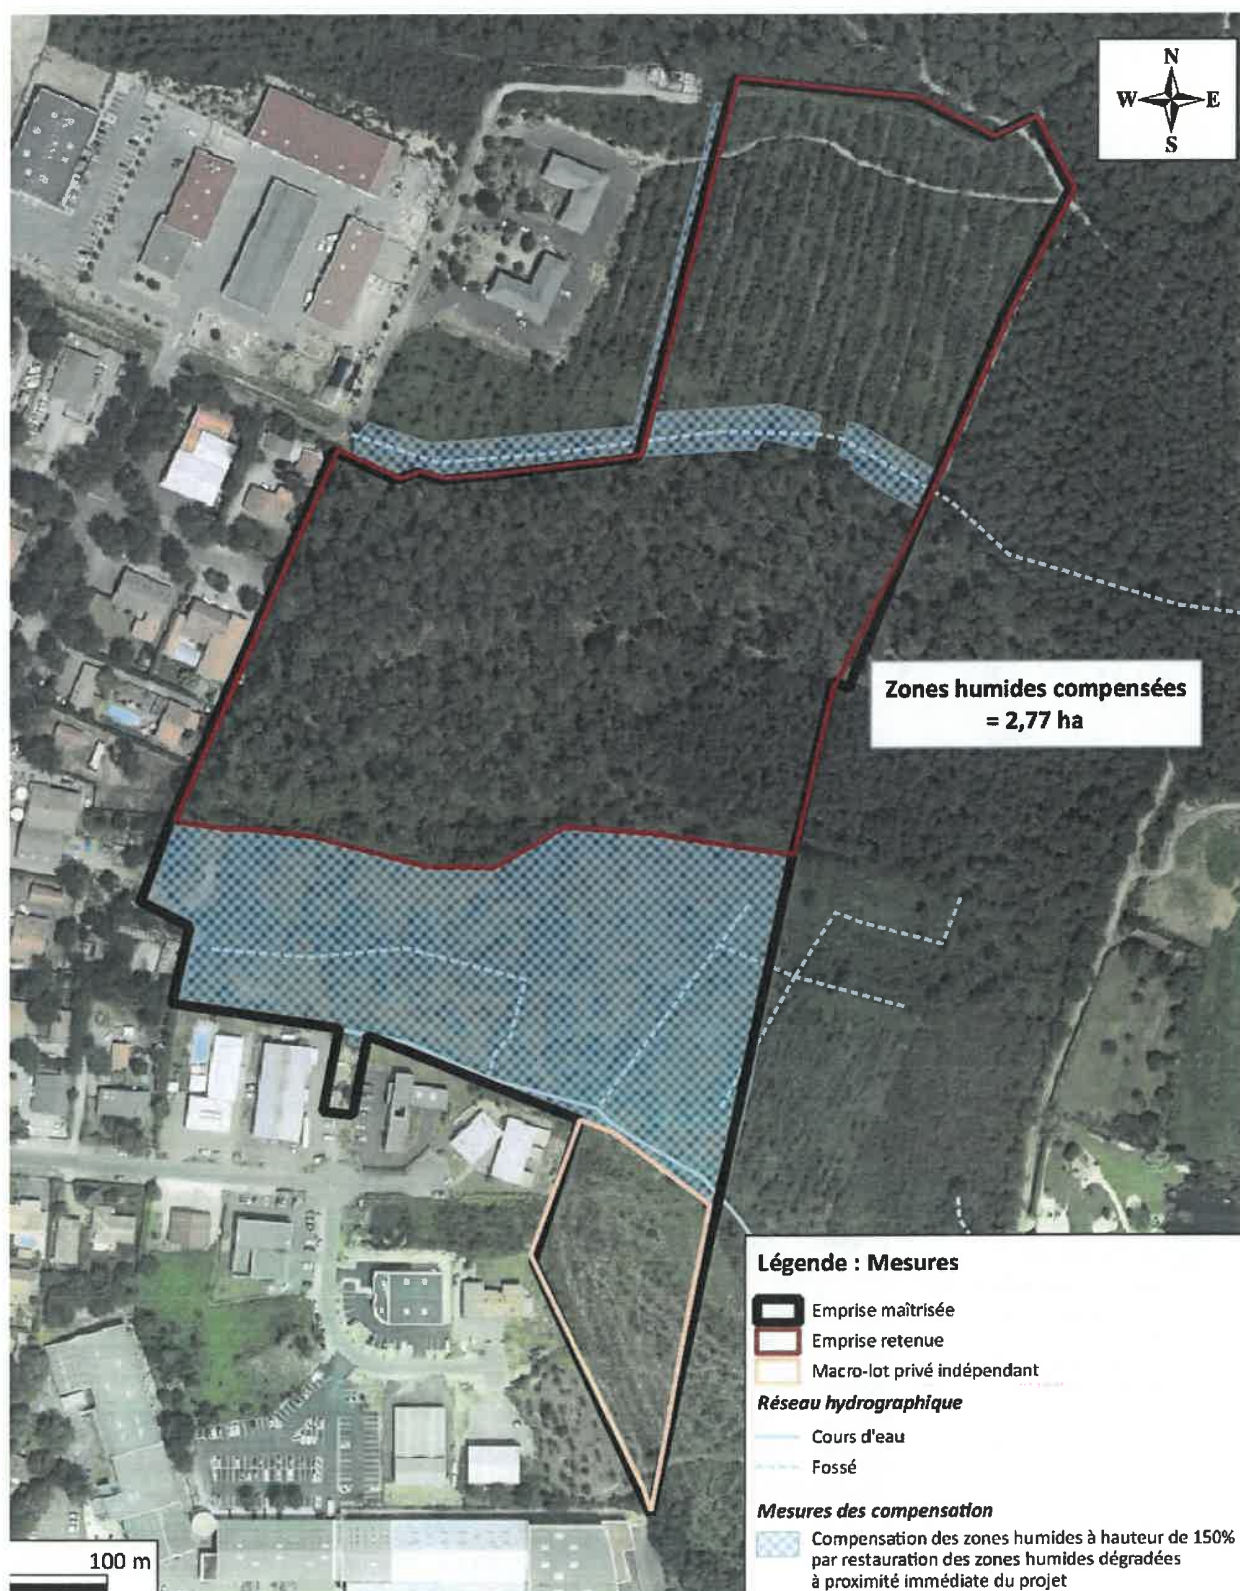 N
W E
S
Zones humides compensées
= 2,77 ha
Légende : Mesures
Emprise maîtrisée
Emprise retenue
Macro-lot privé indépendant
Réseau hydrographique
Cours d'eau
Fossé
Mesures des compensation
Compensation des zones humides à hauteur de 150%
par restauration des zones humides dégradées
à proximité immédiate du projet
100 m